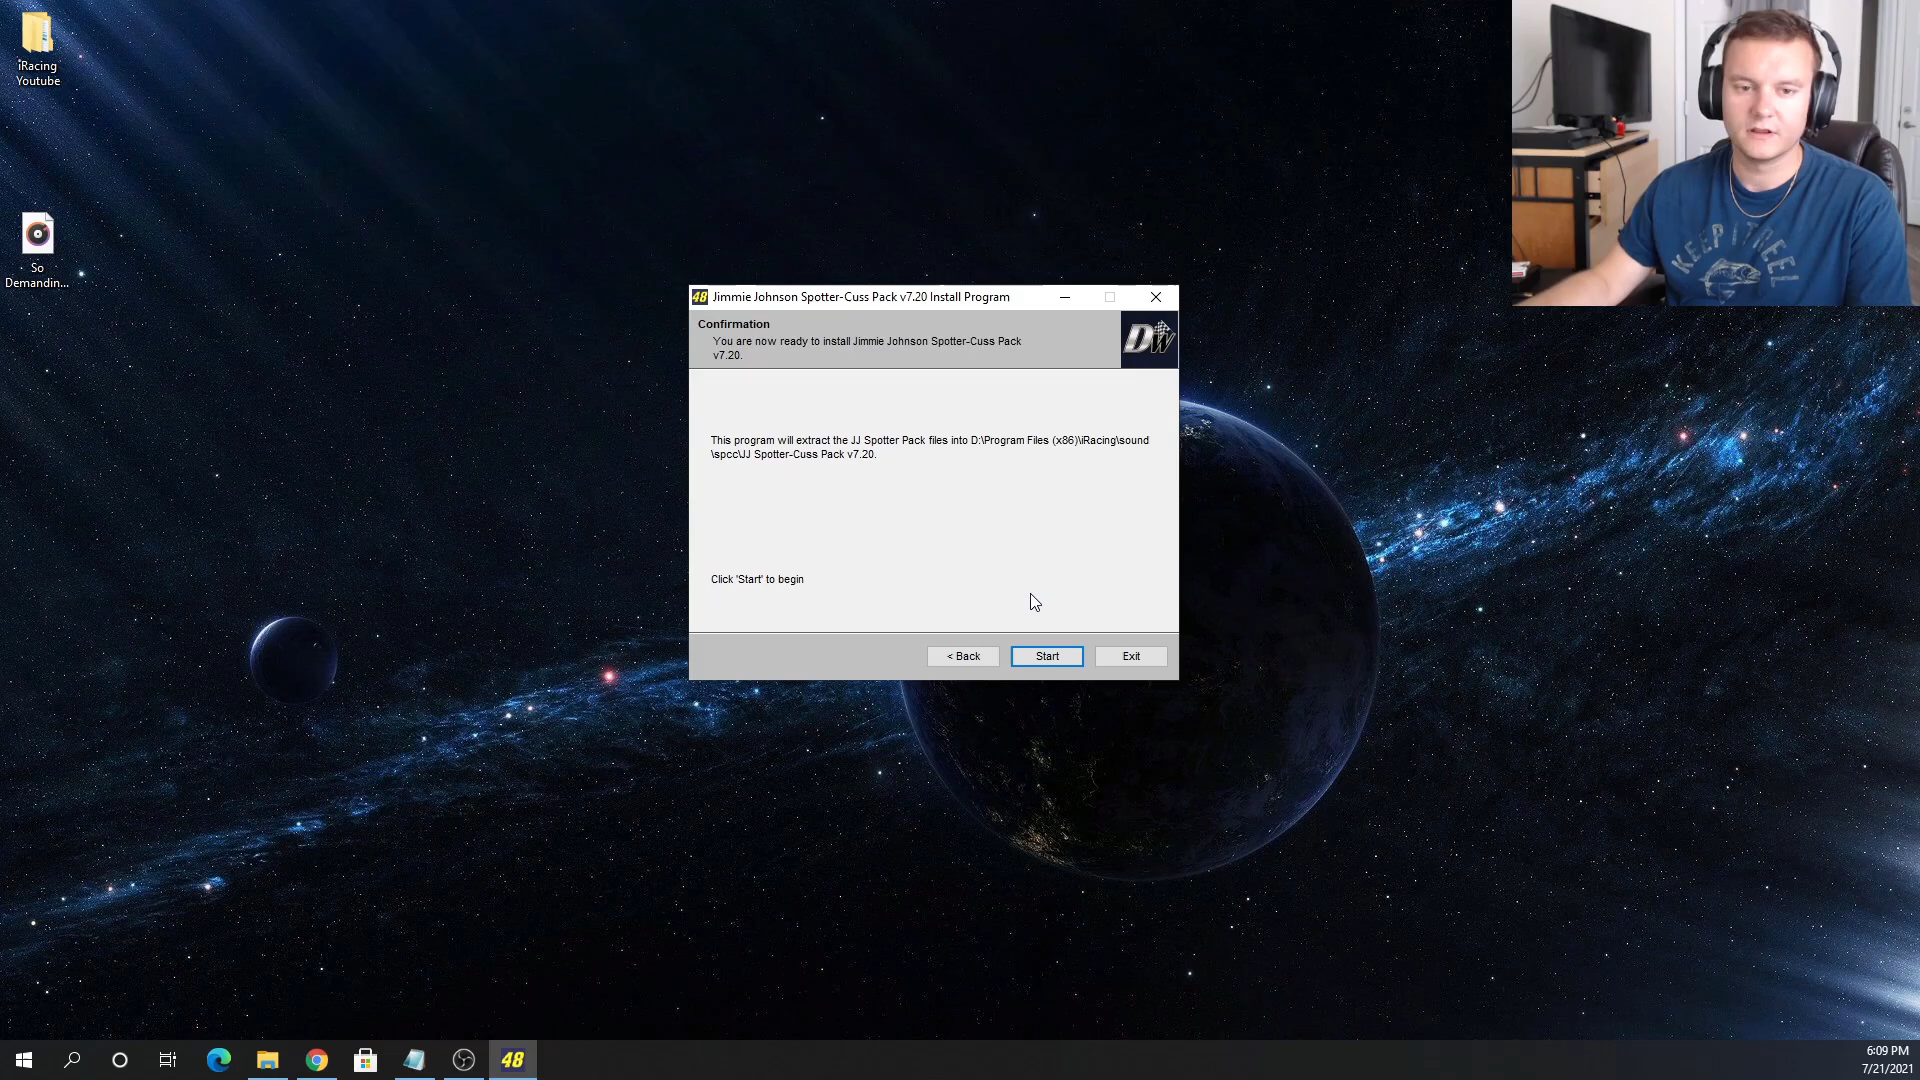 iRacing
Youtube
So
Demandin...
48 Jimmie Johnson Spotter-Cuss Pack v7.20 Install Program
Confirmation
You are now ready to install Jimmie Johnson Spotter-Cuss Pack
v7.20.
DW
This program will extract the JJ Spotter Pack files into D:\Program Files (x86)\iRacing\sound
\spcc\JJ Spotter-Cuss Pack v7.20.
Click 'Start' to begin
< Back
Start
Exit
KEEP IT REEL
48
6:09 PM
7/21/2021